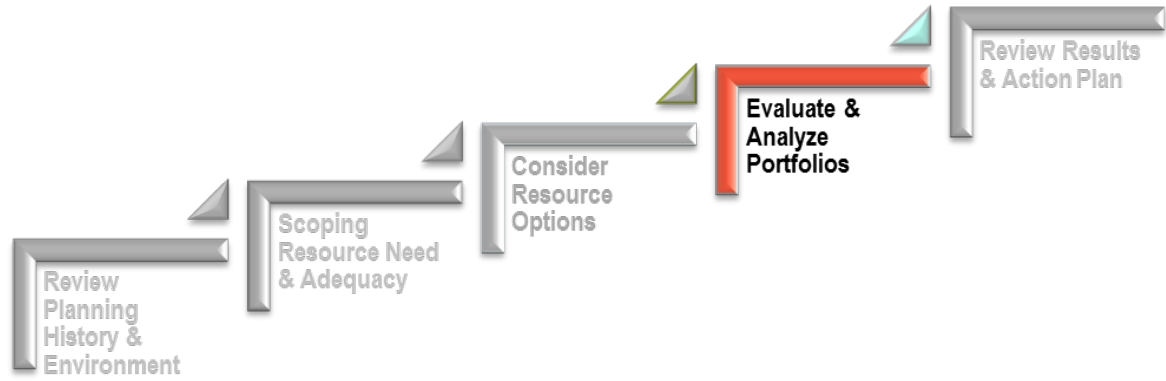 Review
Planning
History &
Environment
Scoping
Resource Need
& Adequacy
Consider
Resource
Options
Evaluate &
Analyze
Portfolios
Review Results
& Action Plan